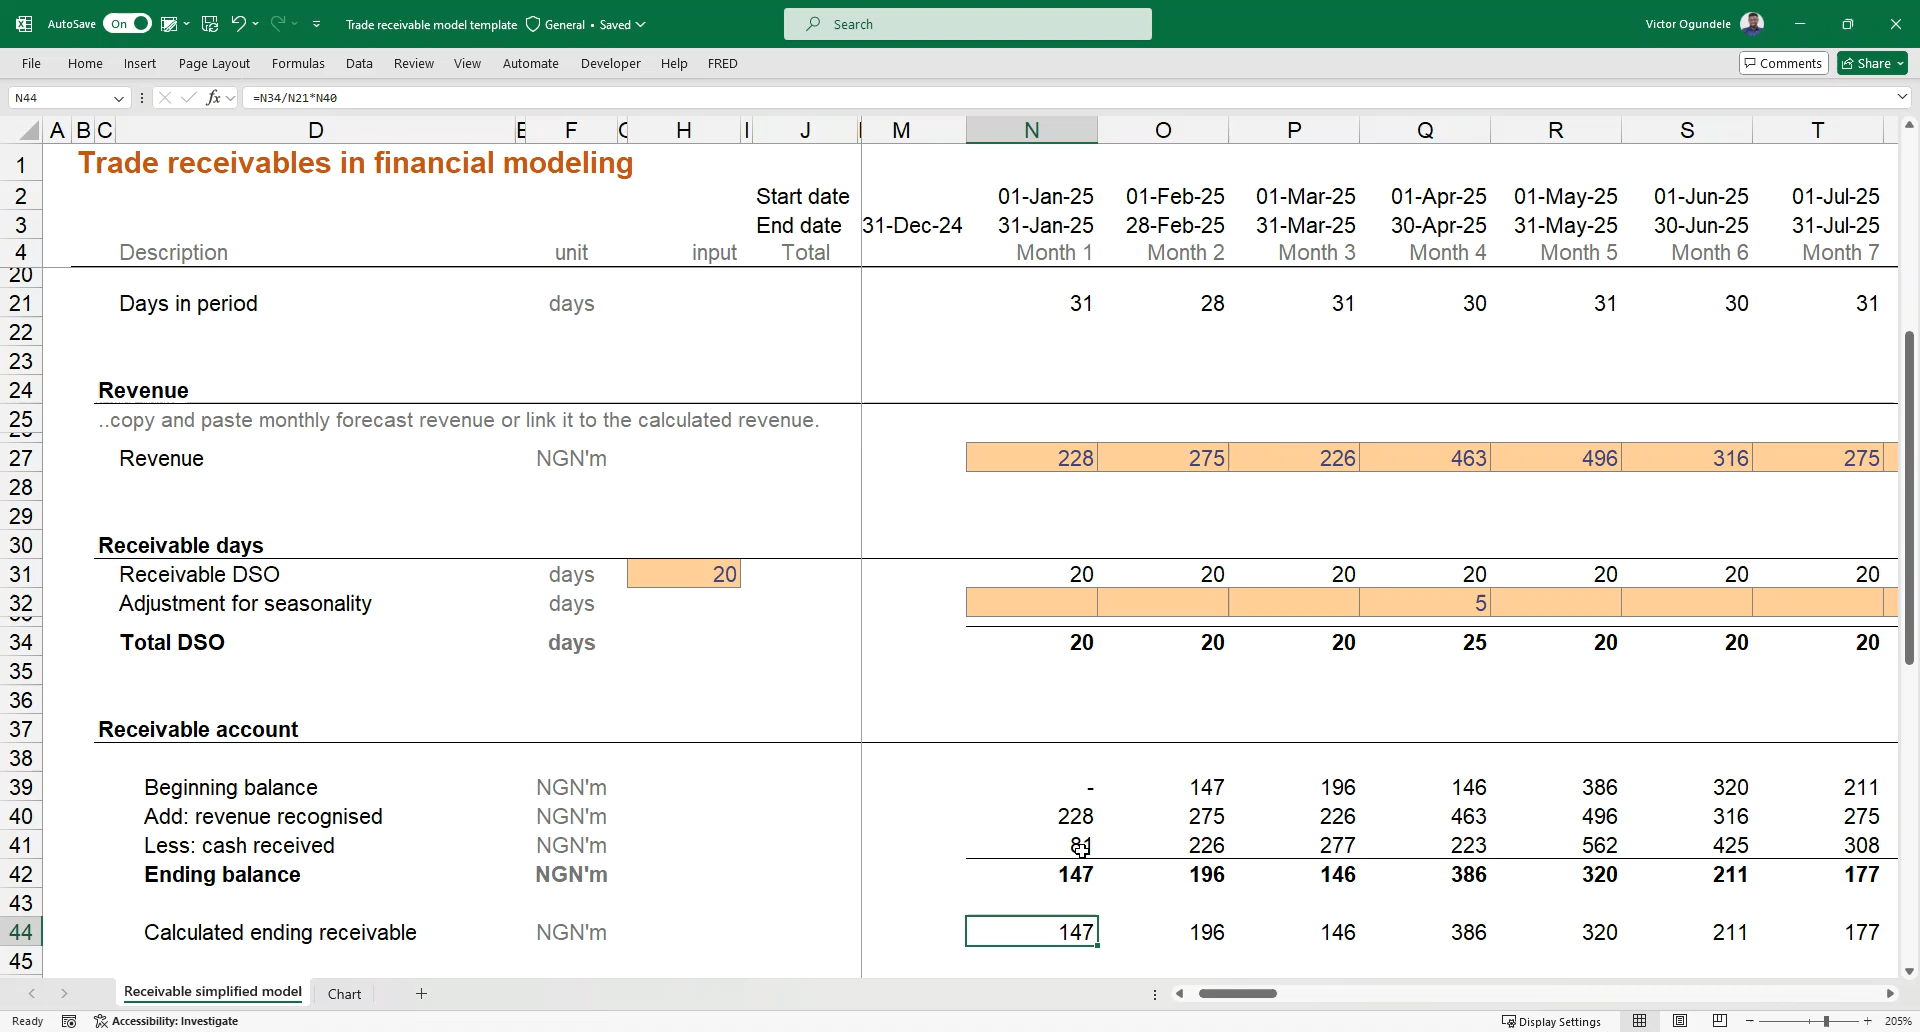 AutoSave On Trade receivable model template General • Saved Search Victor Ogundele
File Home Insert Page Layout Formulas Data Review View Automate Developer Help FRED Comments Share
N44 fx =N34/N21*N40
A B C D E F G H I J M N O P Q R S T
1 Trade receivables in financial modeling
2 Start date 01-Jan-25 01-Feb-25 01-Mar-25 01-Apr-25 01-May-25 01-Jun-25 01-Jul-25
3 End date 31-Dec-24 31-Jan-25 28-Feb-25 31-Mar-25 30-Apr-25 31-May-25 30-Jun-25 31-Jul-25
4 Description unit input Total Month 1 Month 2 Month 3 Month 4 Month 5 Month 6 Month 7
20
21 Days in period days 31 28 31 30 31 30 31
22
23
24 Revenue
25 ..copy and paste monthly forecast revenue or link it to the calculated revenue.
27 Revenue NGN'm 228 275 226 463 496 316 275
28
29
30 Receivable days
31 Receivable DSO days 20 20 20 20 20 20 20 20
32 Adjustment for seasonality days 5
34 Total DSO days 20 20 20 25 20 20 20
35
36
37 Receivable account
38
39 Beginning balance NGN'm - 147 196 146 386 320 211
40 Add: revenue recognised NGN'm 228 275 226 463 496 316 275
41 Less: cash received NGN'm 81 226 277 223 562 425 308
42 Ending balance NGN'm 147 196 146 386 320 211 177
43
44 Calculated ending receivable NGN'm 147 196 146 386 320 211 177
45
Receivable simplified model Chart
Ready Accessibility: Investigate Display Settings 205%